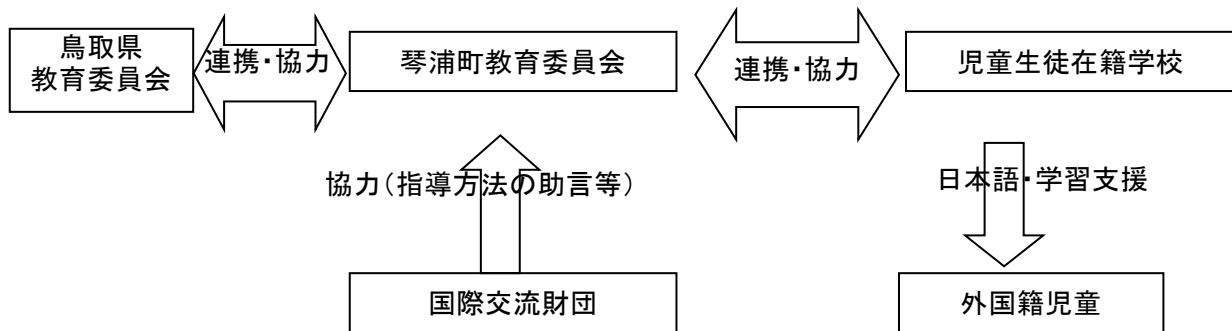 鳥取県
教育委員会
連携・協力
琴浦町教育委員会
連携・協力
児童生徒在籍学校
協力（指導方法の助言等）
日本語・学習支援
国際交流財団
外国籍児童